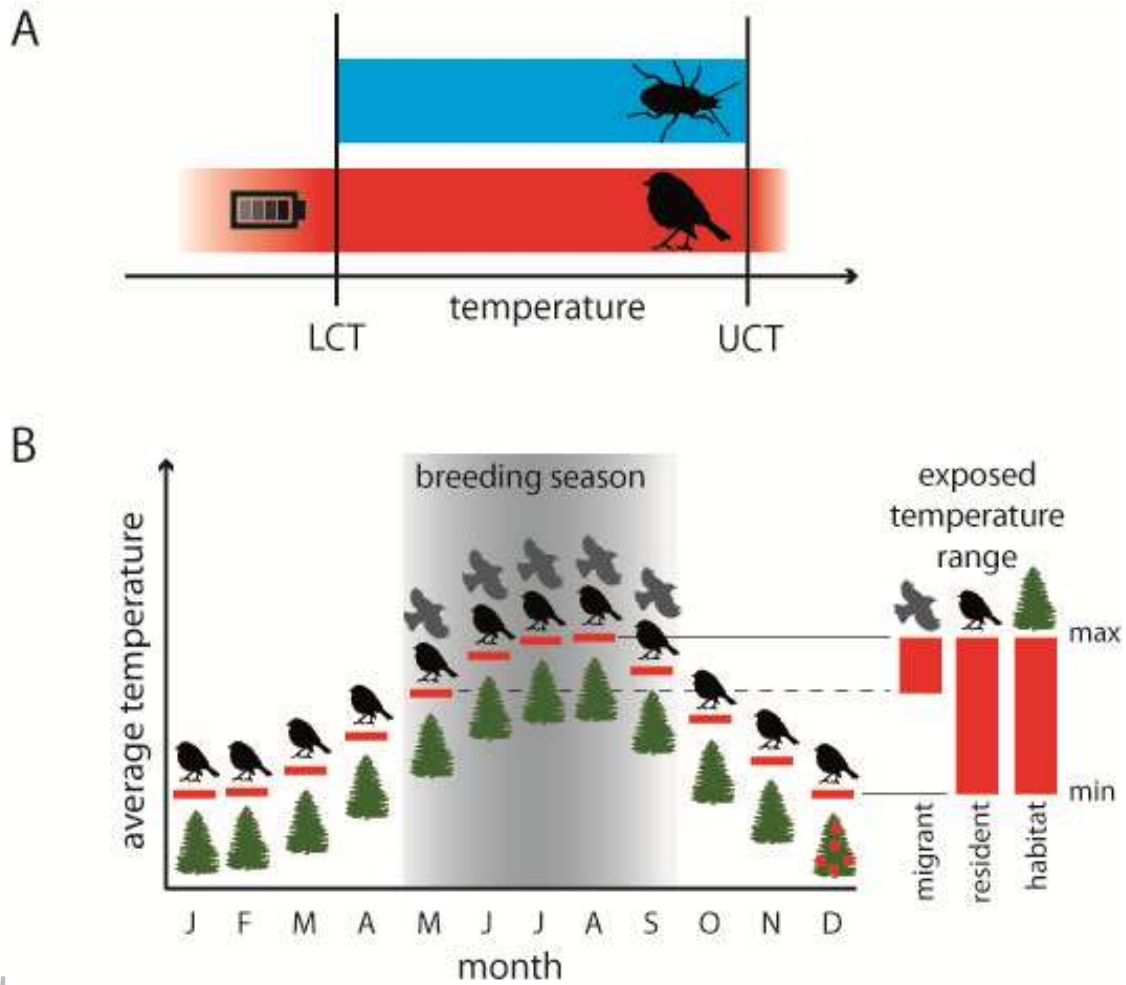 A
temperature
LCT
UCT
B
breeding season
exposed
temperature
range
average temperature
max
min
migrant
resident
habitat
J F M A M J J A S O N D
month